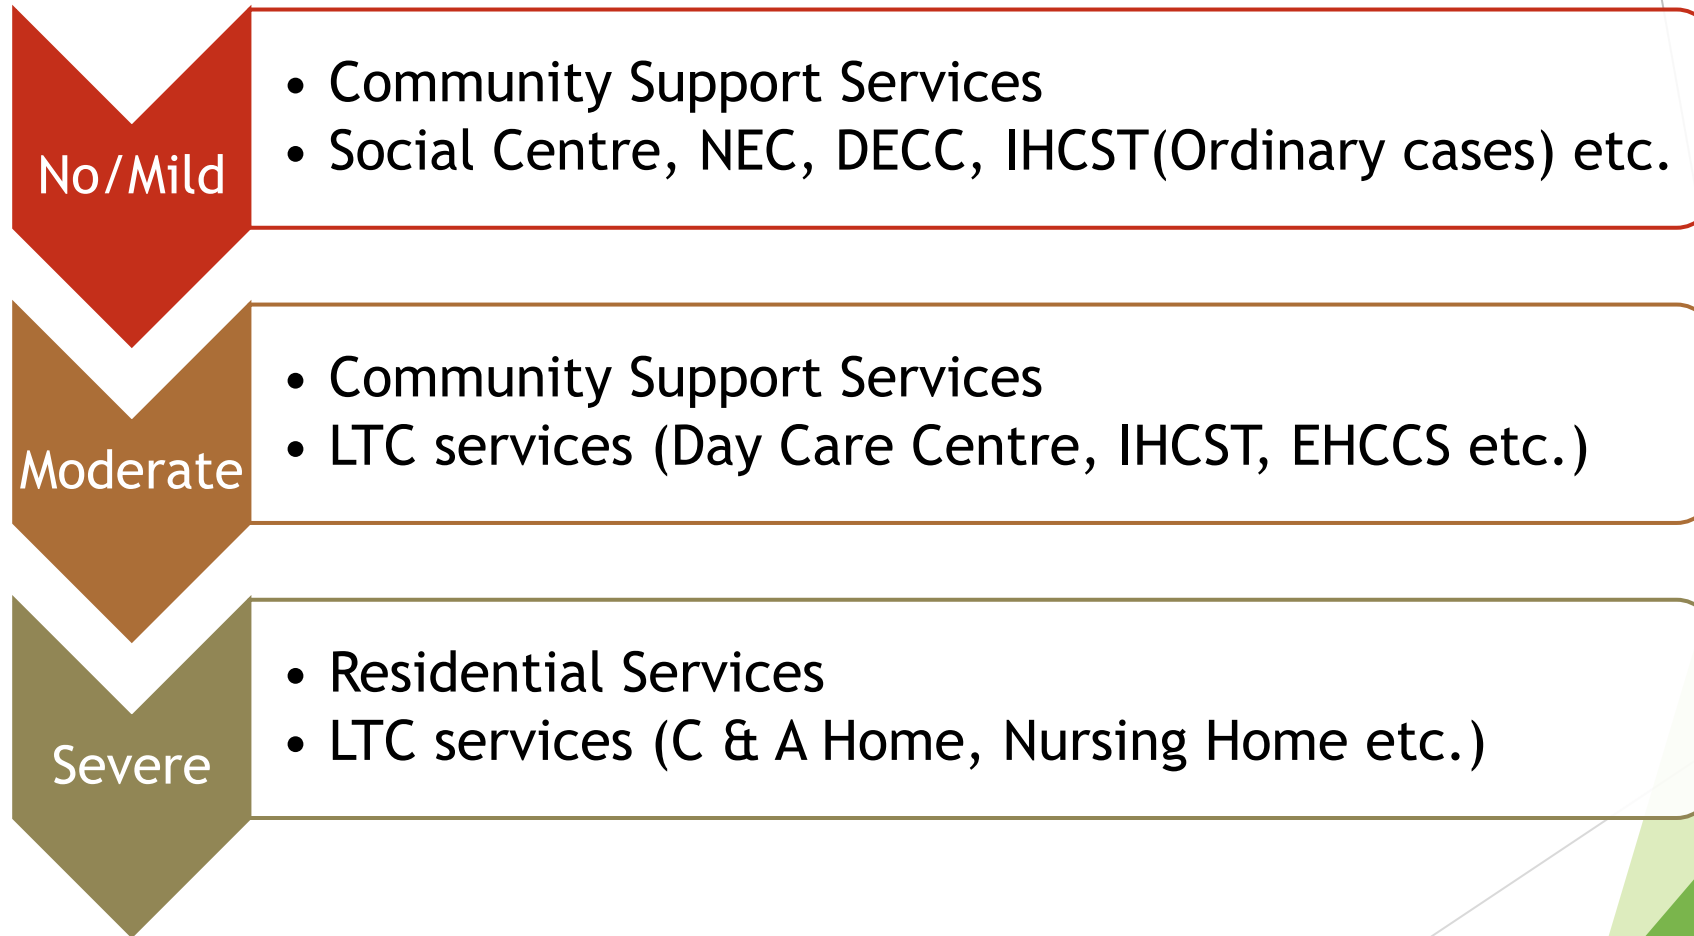 No/Mild
• Community Support Services
• Social Centre, NEC, DECC, IHCST(Ordinary cases) etc.
Moderate
• Community Support Services
• LTC services (Day Care Centre, IHCST, EHCCS etc.)
Severe
• Residential Services
• LTC services (C & A Home, Nursing Home etc.)